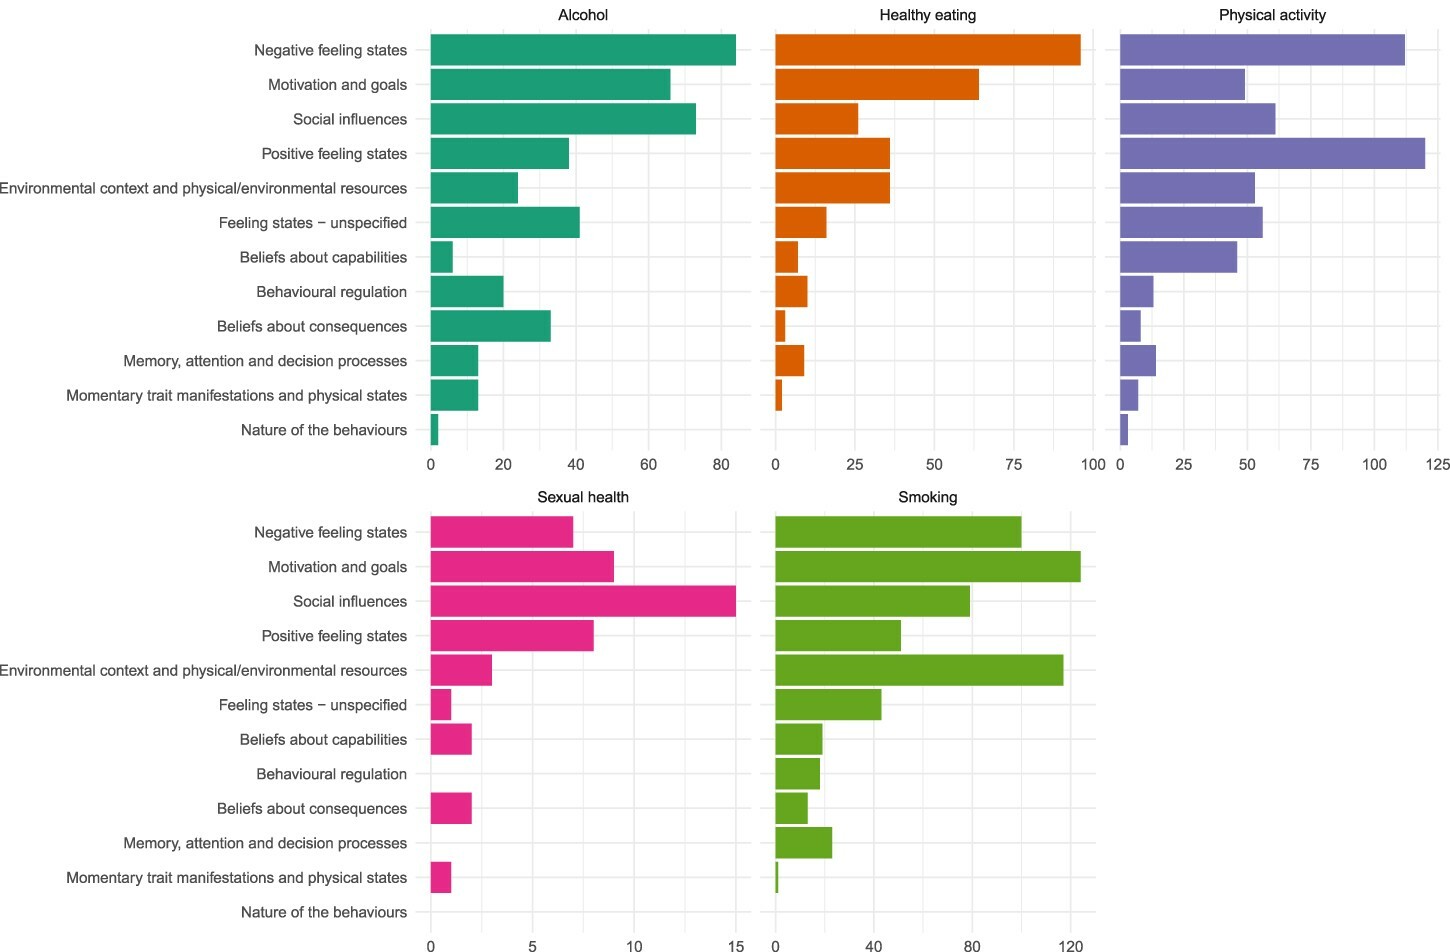 Alcohol Healthy eating Physical activity
Negative feeling states
Motivation and goals
Social influences
Positive feeling states
Environmental context and physical/environmental resources
Feeling states − unspecified
Beliefs about capabilities
Behavioural regulation
Beliefs about consequences
Memory, attention and decision processes
Momentary trait manifestations and physical states
Nature of the behaviours
0 20 40 60 80 0 25 50 75 100 0 25 50 75 100 125
Sexual health Smoking
Negative feeling states
Motivation and goals
Social influences
Positive feeling states
Environmental context and physical/environmental resources
Feeling states − unspecified
Beliefs about capabilities
Behavioural regulation
Beliefs about consequences
Memory, attention and decision processes
Momentary trait manifestations and physical states
Nature of the behaviours
0 5 10 15 0 40 80 120